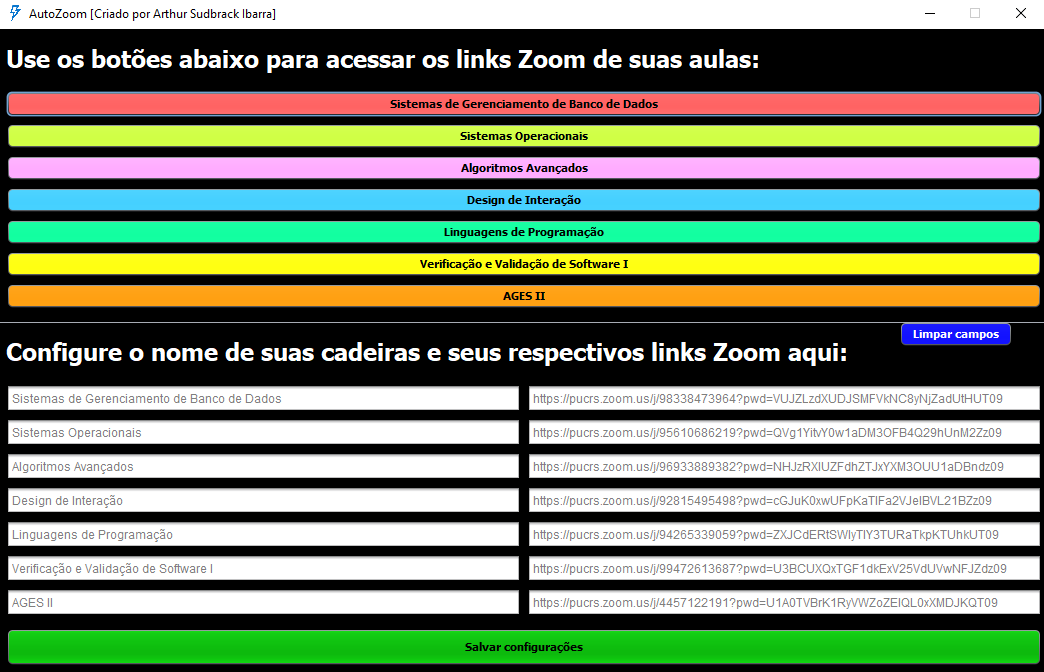 AutoZoom [Criado por Arthur Sudbrack Ibarra]
Use os botões abaixo para acessar os links Zoom de suas aulas:
Sistemas de Gerenciamento de Banco de Dados
Sistemas Operacionais
Algoritmos Avançados
Design de Interação
Linguagens de Programação
Verificação e Validação de Software I
AGES II
Limpar campos
Configure o nome de suas cadeiras e seus respectivos links Zoom aqui:
Sistemas de Gerenciamento de Banco de Dados https://pucrs.zoom.us/j/98338473964?pwd=VUJZLzdXUDJSMFVkNC8yNjZadUtHUT09
Sistemas Operacionais https://pucrs.zoom.us/j/95610686219?pwd=QVg1YitvY0w1aDM3OFB4Q29hUnM2Zz09
Algoritmos Avançados https://pucrs.zoom.us/j/96933889382?pwd=NHJzRXlUZFdhZTJxYXM3OUU1aDBndz09
Design de Interação https://pucrs.zoom.us/j/92815495498?pwd=cGJuK0xwUFpKaTlFa2VJelBVL21BZz09
Linguagens de Programação https://pucrs.zoom.us/j/94265339059?pwd=ZXJCdERtSWlyTlY3TURaTkpKTUhkUT09
Verificação e Validação de Software I https://pucrs.zoom.us/j/99472613687?pwd=U3BCUXQxTGF1dkExV25VdUVwNFJZdz09
AGES II https://pucrs.zoom.us/j/4457122191?pwd=U1A0TVBrK1RyVWZoZElQL0xXMDJKQT09
Salvar configurações